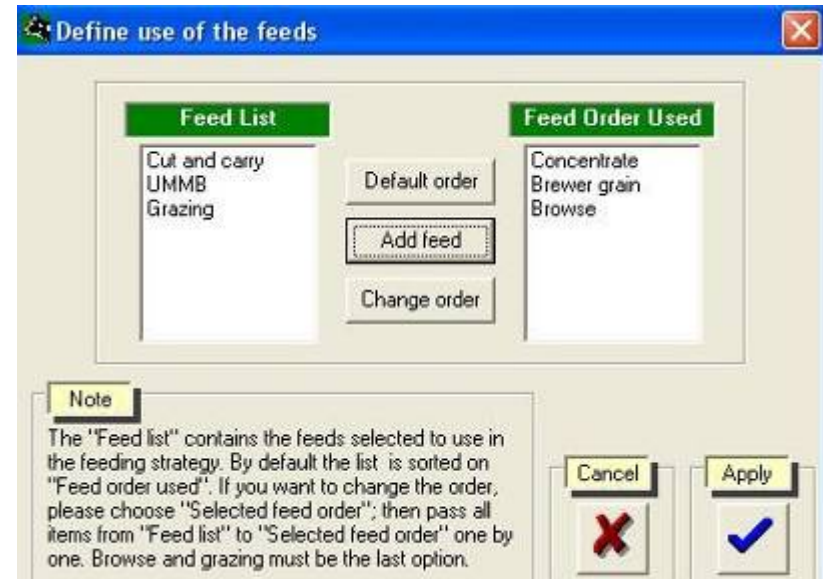 Define use of the feeds
Feed List
Feed Order Used
Cut and carry
UMMB
Grazing
Default order
Add feed
Change order
Concentrate
Brewer grain
Browse
Note
The "Feed list" contains the feeds selected to use in
the feeding strategy. By default the list is sorted on
"Feed order used". If you want to change the order,
please choose "Selected feed order"; then pass all
items from "Feed list" to "Selected feed order" one by
one. Browse and grazing must be the last option.
Cancel
Apply